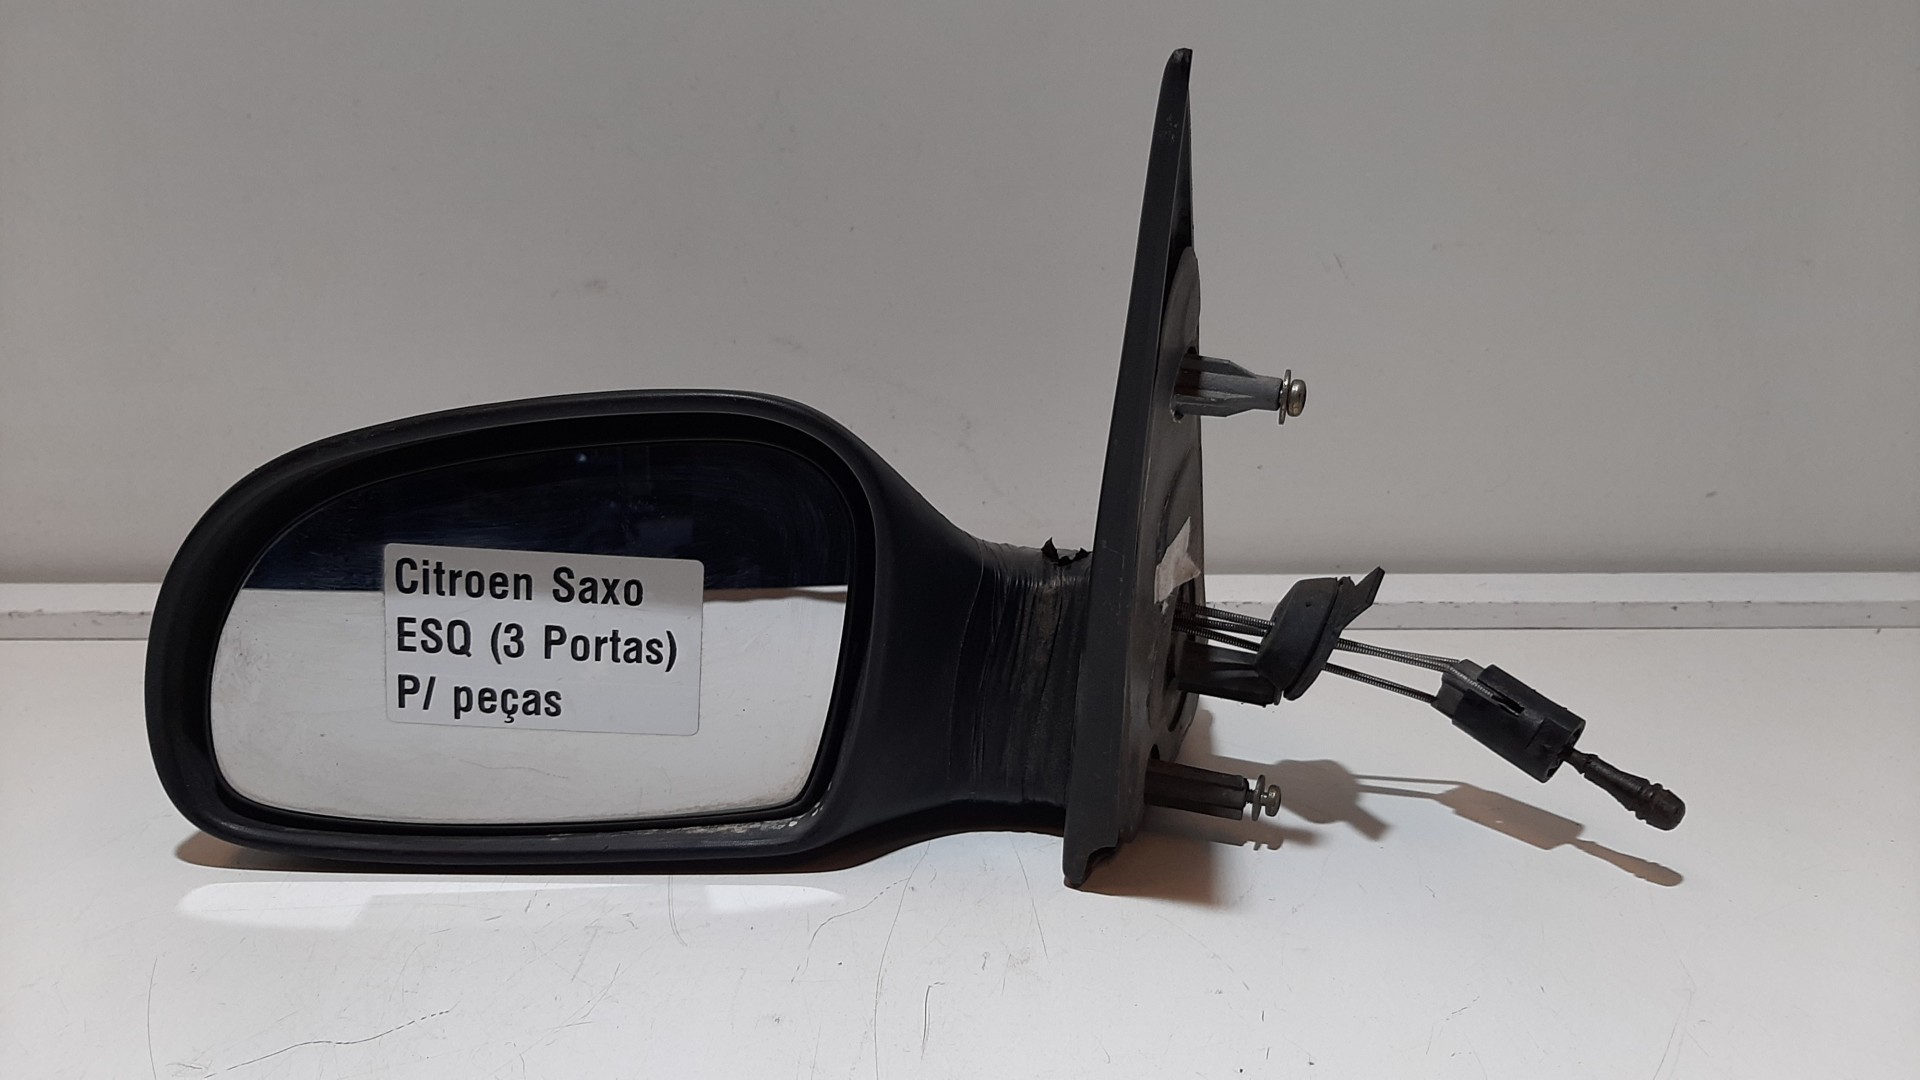 Citroen Saxo
ESQ (3 Portas)
P/ peças